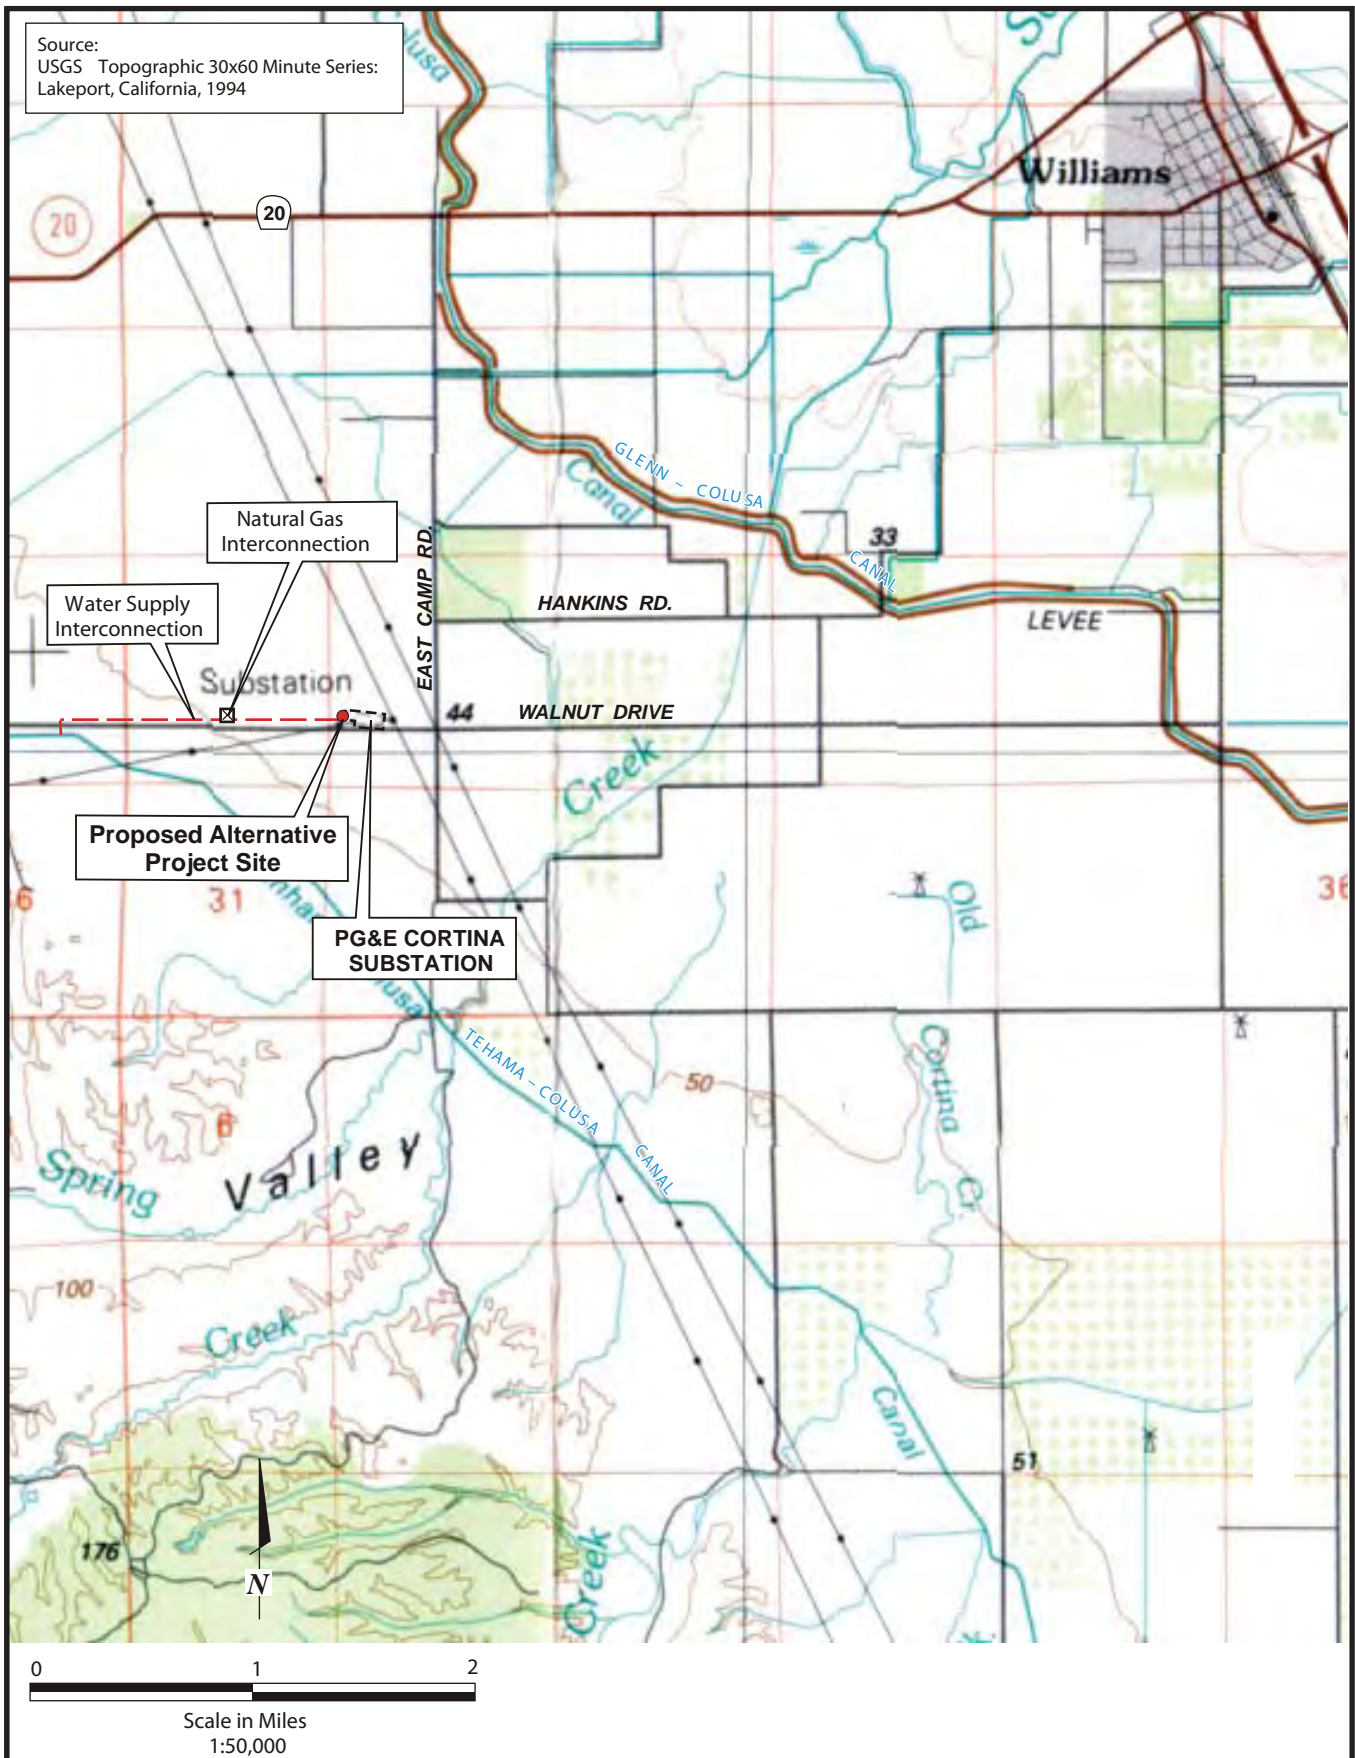 Source:
USGS Topographic 30x60 Minute Series:
Lakeport, California, 1994
20
20
Williams
GLENN - COLUSA
Canal
CANAL
33
Natural Gas
Interconnection
EAST CAMP RD.
HANKINS RD.
LEVEE
Water Supply
Interconnection
Substation
44
WALNUT DRIVE
Creek
Proposed Alternative
Project Site
31
36
PG&E CORTINA
SUBSTATION
Old
Cortina
Cr
TEHAMA - COLUSA
CANAL
50
6
Spring
Valley
100
Creek
Canal
51
176
Creek
N
0 1 2
Scale in Miles
1:50,000